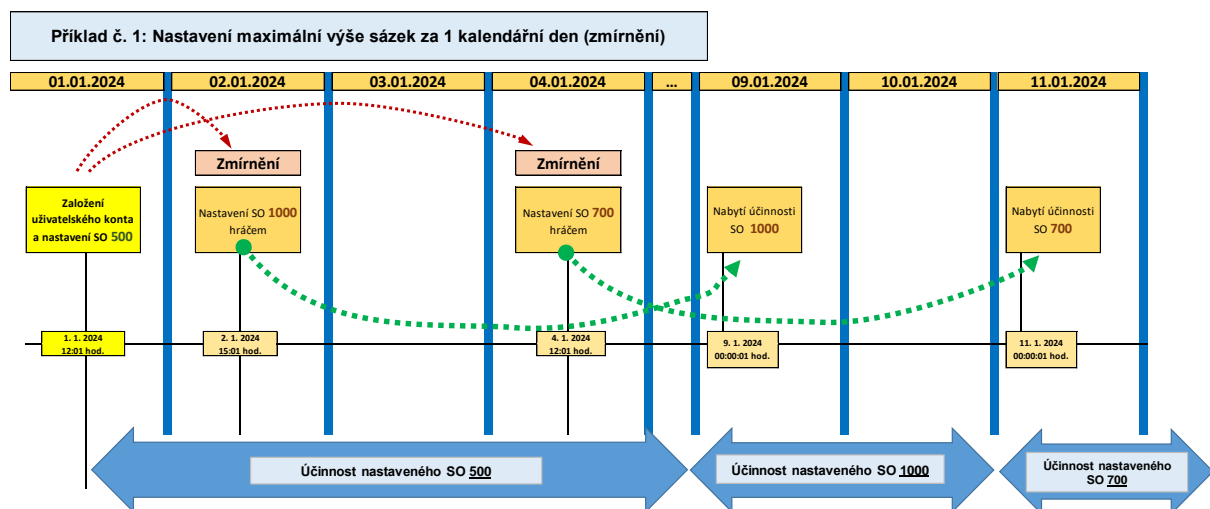 Příklad č. 1: Nastavení maximální výše sázek za 1 kalendářní den (zmírnění)
01.01.2024
02.01.2024
03.01.2024
04.01.2024
...
09.01.2024
10.01.2024
11.01.2024
Zmírnění
Zmírnění
Založení
uživatelského konta
a nastavení SO 500
Nastavení SO 1000
hráčem
Nastavení SO 700
hráčem
Nabytí účinnosti
SO 1000
Nabytí účinnosti
SO 700
1. 1. 2024
12:01 hod.
2. 1. 2024
15:01 hod.
4. 1. 2024
12:01 hod.
9. 1. 2024
00:00:01 hod.
11. 1. 2024
00:00:01 hod.
Účinnost nastaveného SO 500
Účinnost nastaveného SO 1000
Účinnost nastaveného
SO 700